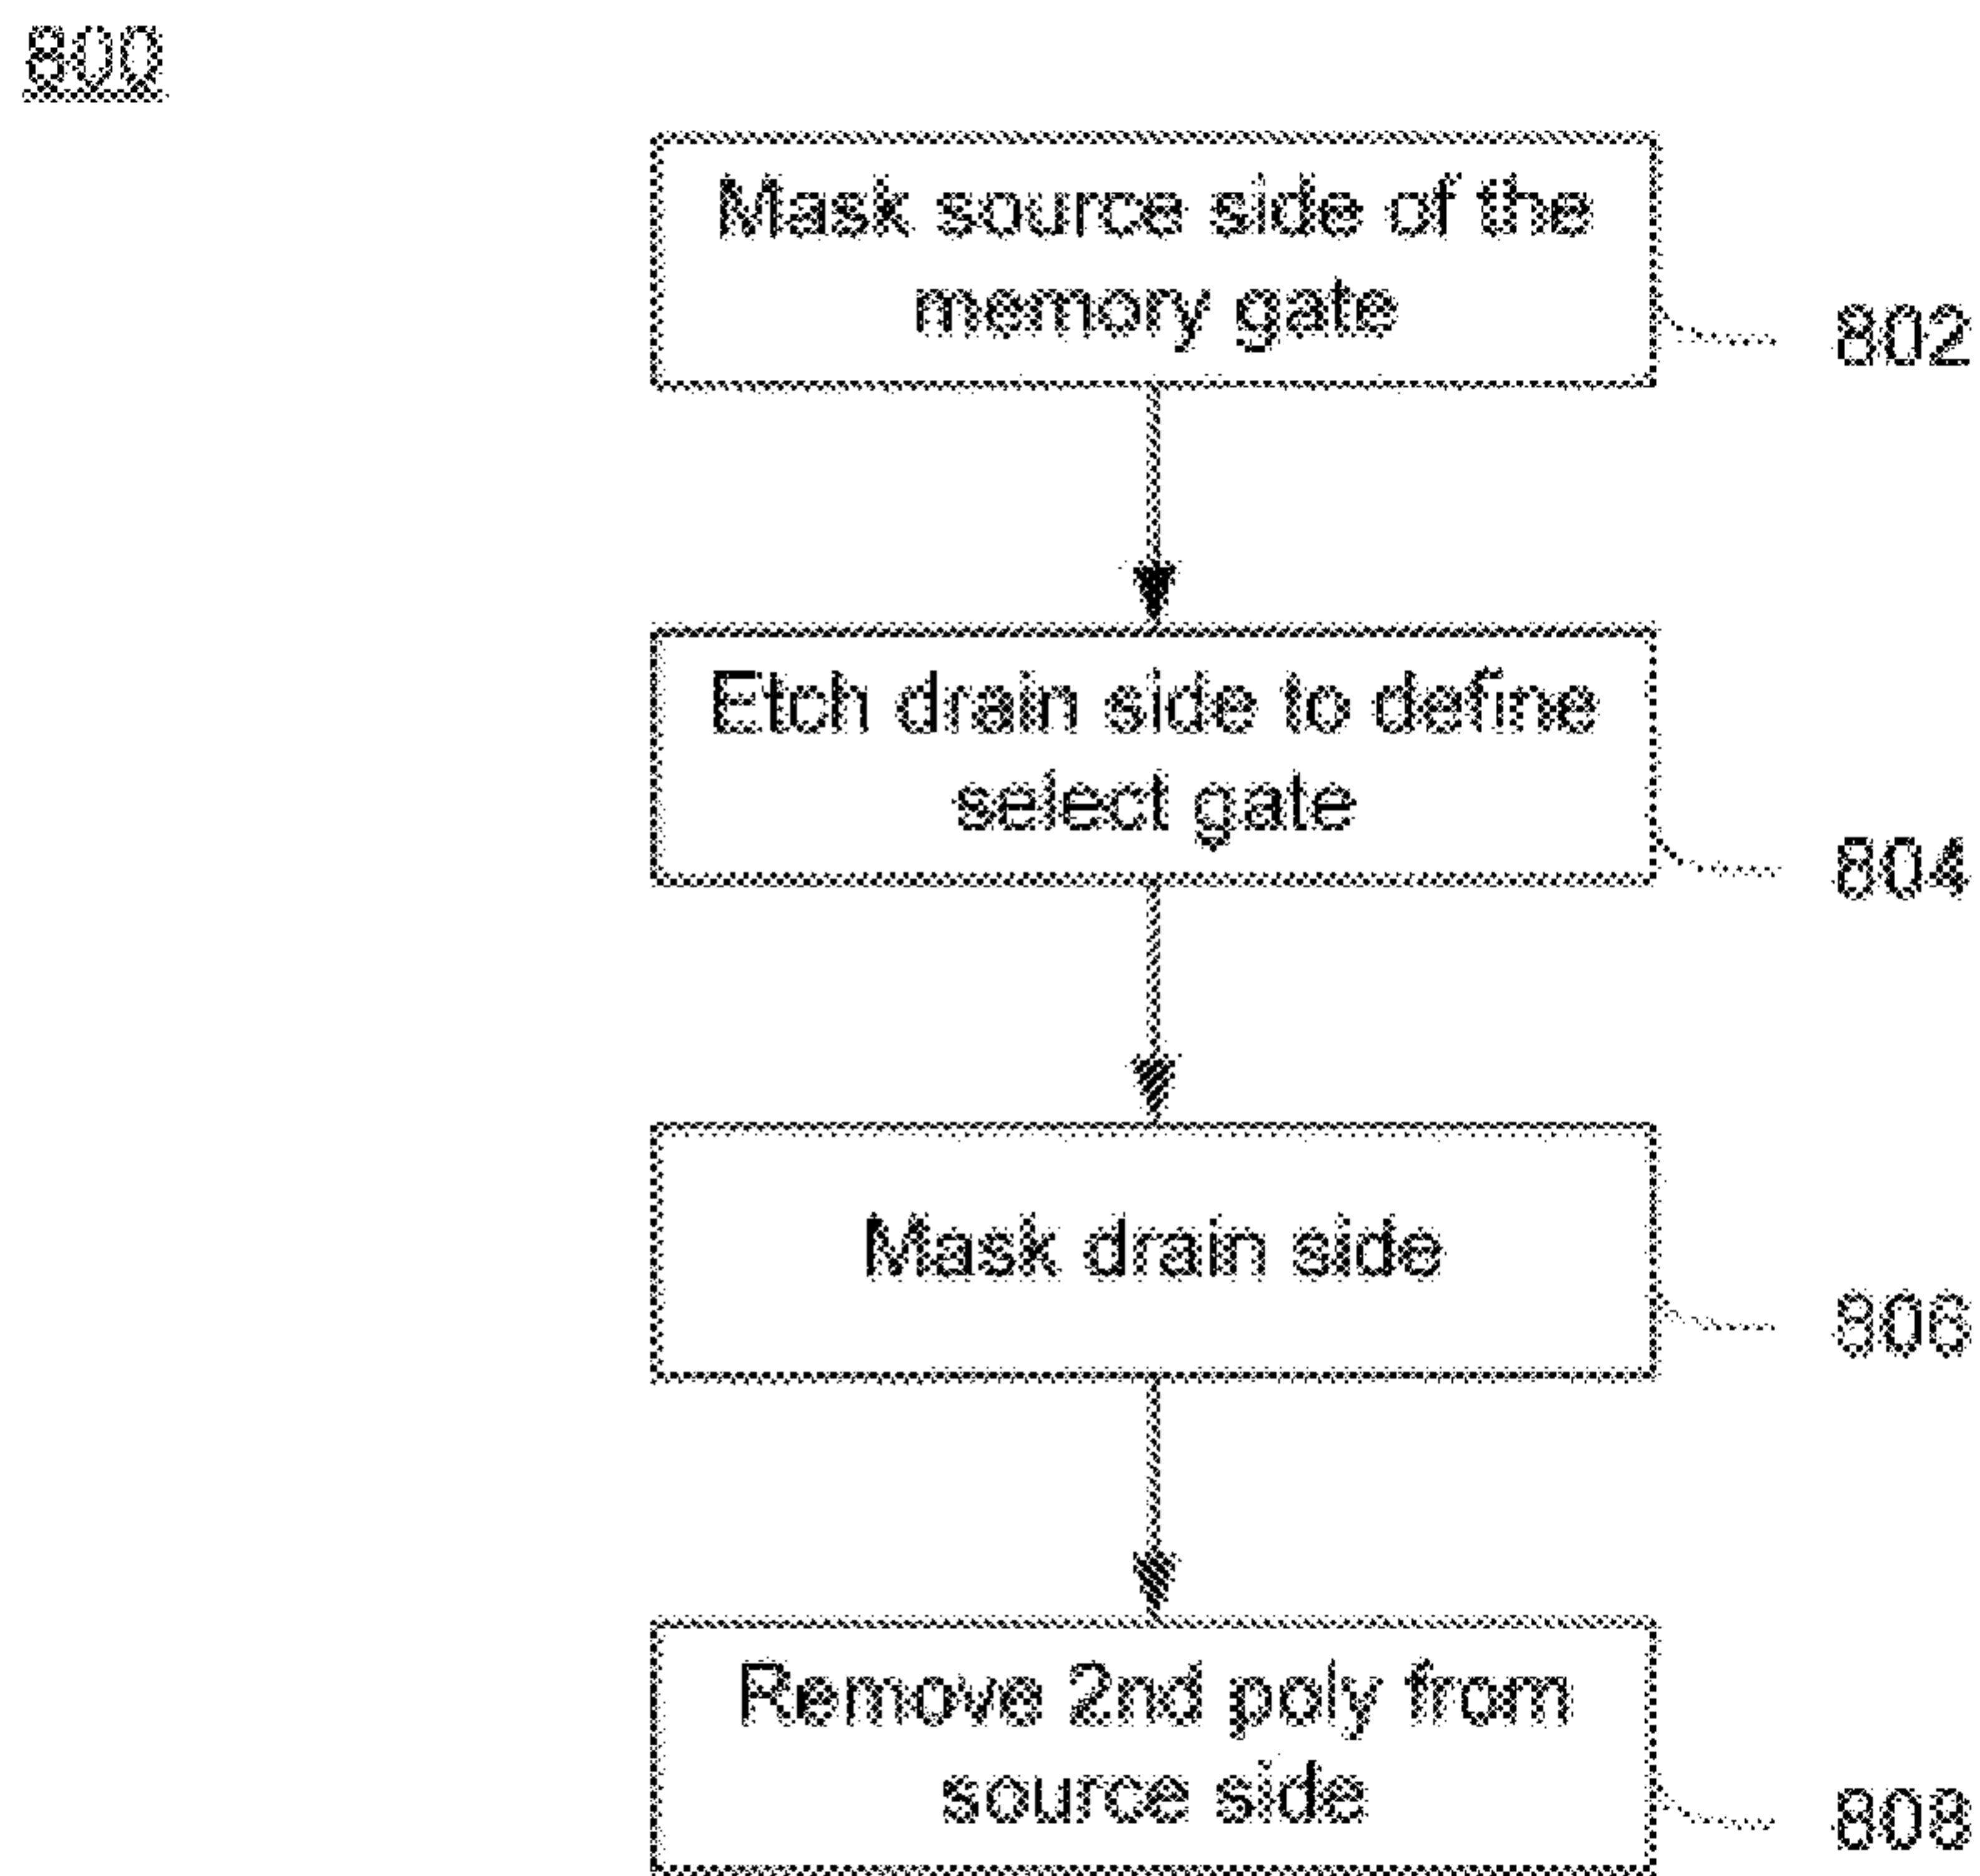 800
Mask source side of the
memory gate
802
Etch drain side to define
select gate
804
Mask drain side
806
Remove 2nd poly from
source side
808